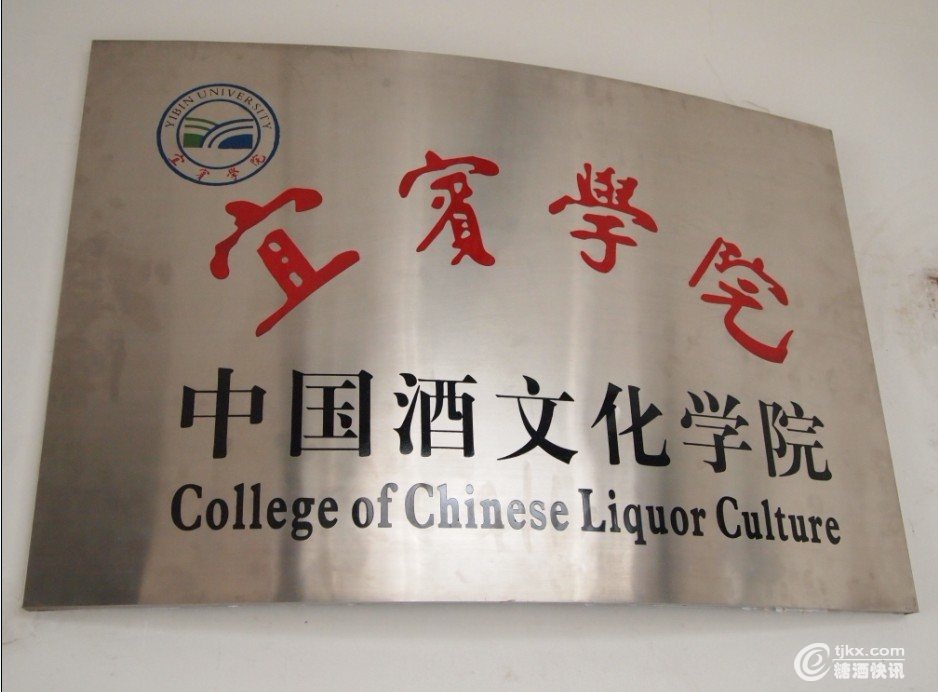 YIBIN UNIVERSITY
宜賓學院
宜賓學院
中国酒文化学院
College of Chinese Liquor Culture
tjkx.com
糖酒快讯